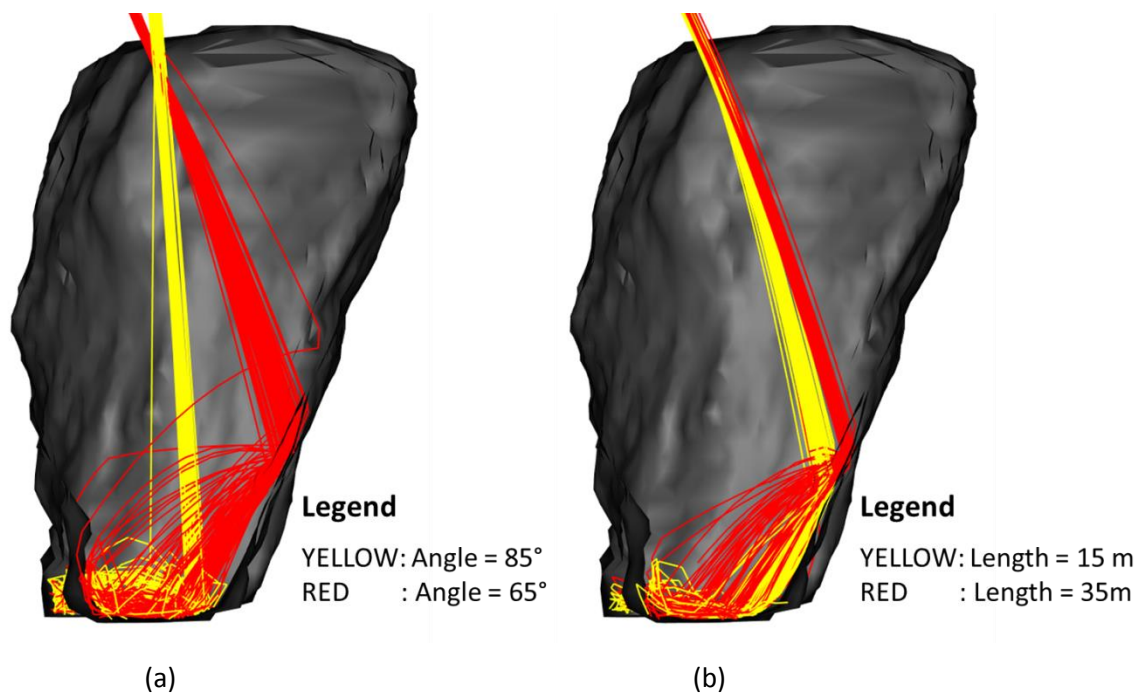 Legend
YELLOW: Angle = 85°
RED : Angle = 65°
Legend
YELLOW: Length = 15 m
RED : Length = 35m
(a)
(b)